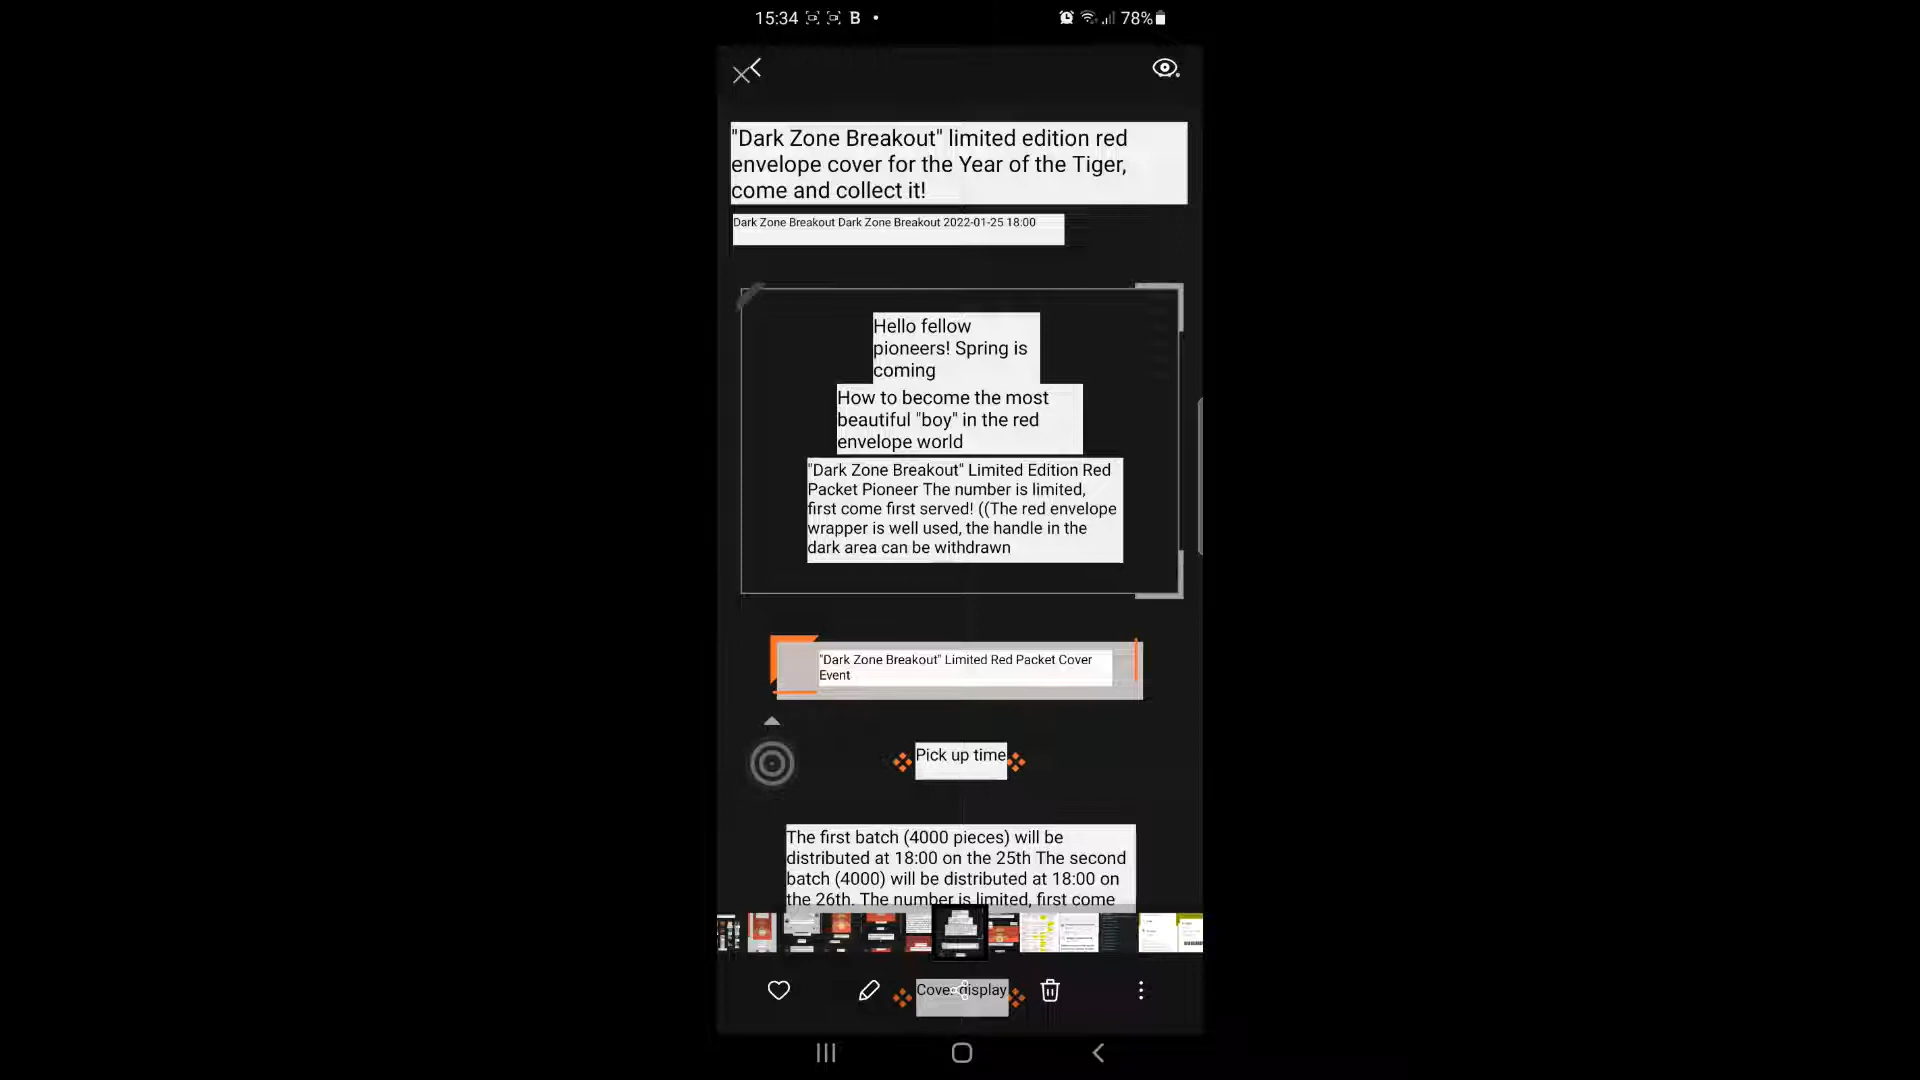 15:34 B 78%
"Dark Zone Breakout" limited edition red
envelope cover for the Year of the Tiger,
come and collect it!
Dark Zone Breakout Dark Zone Breakout 2022-01-25 18:00
Hello fellow
pioneers! Spring is
coming
How to become the most
beautiful "boy" in the red
envelope world
"Dark Zone Breakout" Limited Edition Red
Packet Pioneer The number is limited,
first come first served! ((The red envelope
wrapper is well used, the handle in the
dark area can be withdrawn
"Dark Zone Breakout" Limited Red Packet Cover
Event
Pick up time
The first batch (4000 pieces) will be
distributed at 18:00 on the 25th The second
batch (4000) will be distributed at 18:00 on
the 26th. The number is limited, first come
Cover display